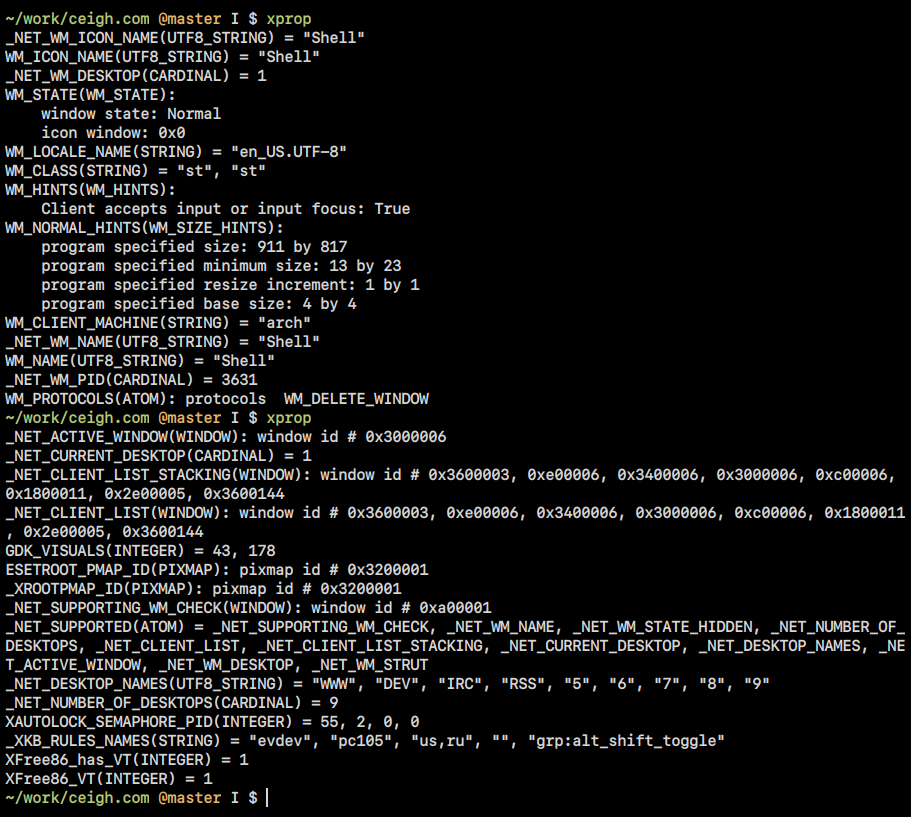 ~/work/ceigh.com @master I $ xprop
_NET_WM_ICON_NAME(UTF8_STRING) = "Shell"
WM_ICON_NAME(UTF8_STRING) = "Shell"
_NET_WM_DESKTOP(CARDINAL) = 1
WM_STATE(WM_STATE):
    window state: Normal
    icon window: 0x0
WM_LOCALE_NAME(STRING) = "en_US.UTF-8"
WM_CLASS(STRING) = "st", "st"
WM_HINTS(WM_HINTS):
    Client accepts input or input focus: True
WM_NORMAL_HINTS(WM_SIZE_HINTS):
    program specified size: 911 by 817
    program specified minimum size: 13 by 23
    program specified resize increment: 1 by 1
    program specified base size: 4 by 4
WM_CLIENT_MACHINE(STRING) = "arch"
_NET_WM_NAME(UTF8_STRING) = "Shell"
WM_NAME(UTF8_STRING) = "Shell"
_NET_WM_PID(CARDINAL) = 3631
WM_PROTOCOLS(ATOM): protocols  WM_DELETE_WINDOW
~/work/ceigh.com @master I $ xprop
_NET_ACTIVE_WINDOW(WINDOW): window id # 0x3000006
_NET_CURRENT_DESKTOP(CARDINAL) = 1
_NET_CLIENT_LIST_STACKING(WINDOW): window id # 0x3600003, 0xe00006, 0x3400006, 0x3000006, 0xc00006,
0x1800011, 0x2e00005, 0x3600144
_NET_CLIENT_LIST(WINDOW): window id # 0x3600003, 0xe00006, 0x3400006, 0x3000006, 0xc00006, 0x1800011
, 0x2e00005, 0x3600144
GDK_VISUALS(INTEGER) = 43, 178
ESETROOT_PMAP_ID(PIXMAP): pixmap id # 0x3200001
_XROOTPMAP_ID(PIXMAP): pixmap id # 0x3200001
_NET_SUPPORTING_WM_CHECK(WINDOW): window id # 0xa00001
_NET_SUPPORTED(ATOM) = _NET_SUPPORTING_WM_CHECK, _NET_WM_NAME, _NET_WM_STATE_HIDDEN, _NET_NUMBER_OF_
DESKTOPS, _NET_CLIENT_LIST, _NET_CLIENT_LIST_STACKING, _NET_CURRENT_DESKTOP, _NET_DESKTOP_NAMES, _NE
T_ACTIVE_WINDOW, _NET_WM_DESKTOP, _NET_WM_STRUT
_NET_DESKTOP_NAMES(UTF8_STRING) = "WWW", "DEV", "IRC", "RSS", "5", "6", "7", "8", "9"
_NET_NUMBER_OF_DESKTOPS(CARDINAL) = 9
XAUTOLOCK_SEMAPHORE_PID(INTEGER) = 55, 2, 0, 0
_XKB_RULES_NAMES(STRING) = "evdev", "pc105", "us,ru", "", "grp:alt_shift_toggle"
XFree86_has_VT(INTEGER) = 1
XFree86_VT(INTEGER) = 1
~/work/ceigh.com @master I $